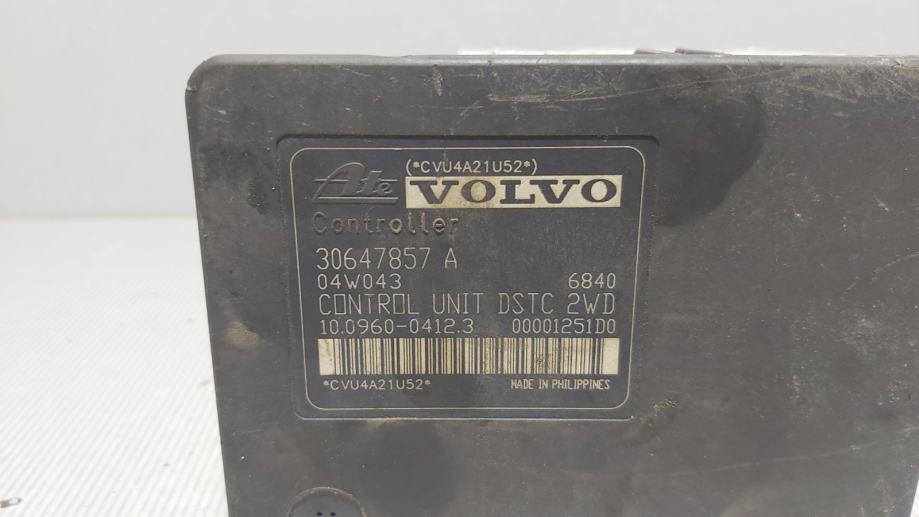 (*CVU4A21U52*)
Ate VOLVO
Controller
30647857 A
04W043 6840
CONTROL UNIT DSTC 2WD
10.0960-0412.3 00001251D0
*CVU4A21U52* MADE IN PHILIPPINES